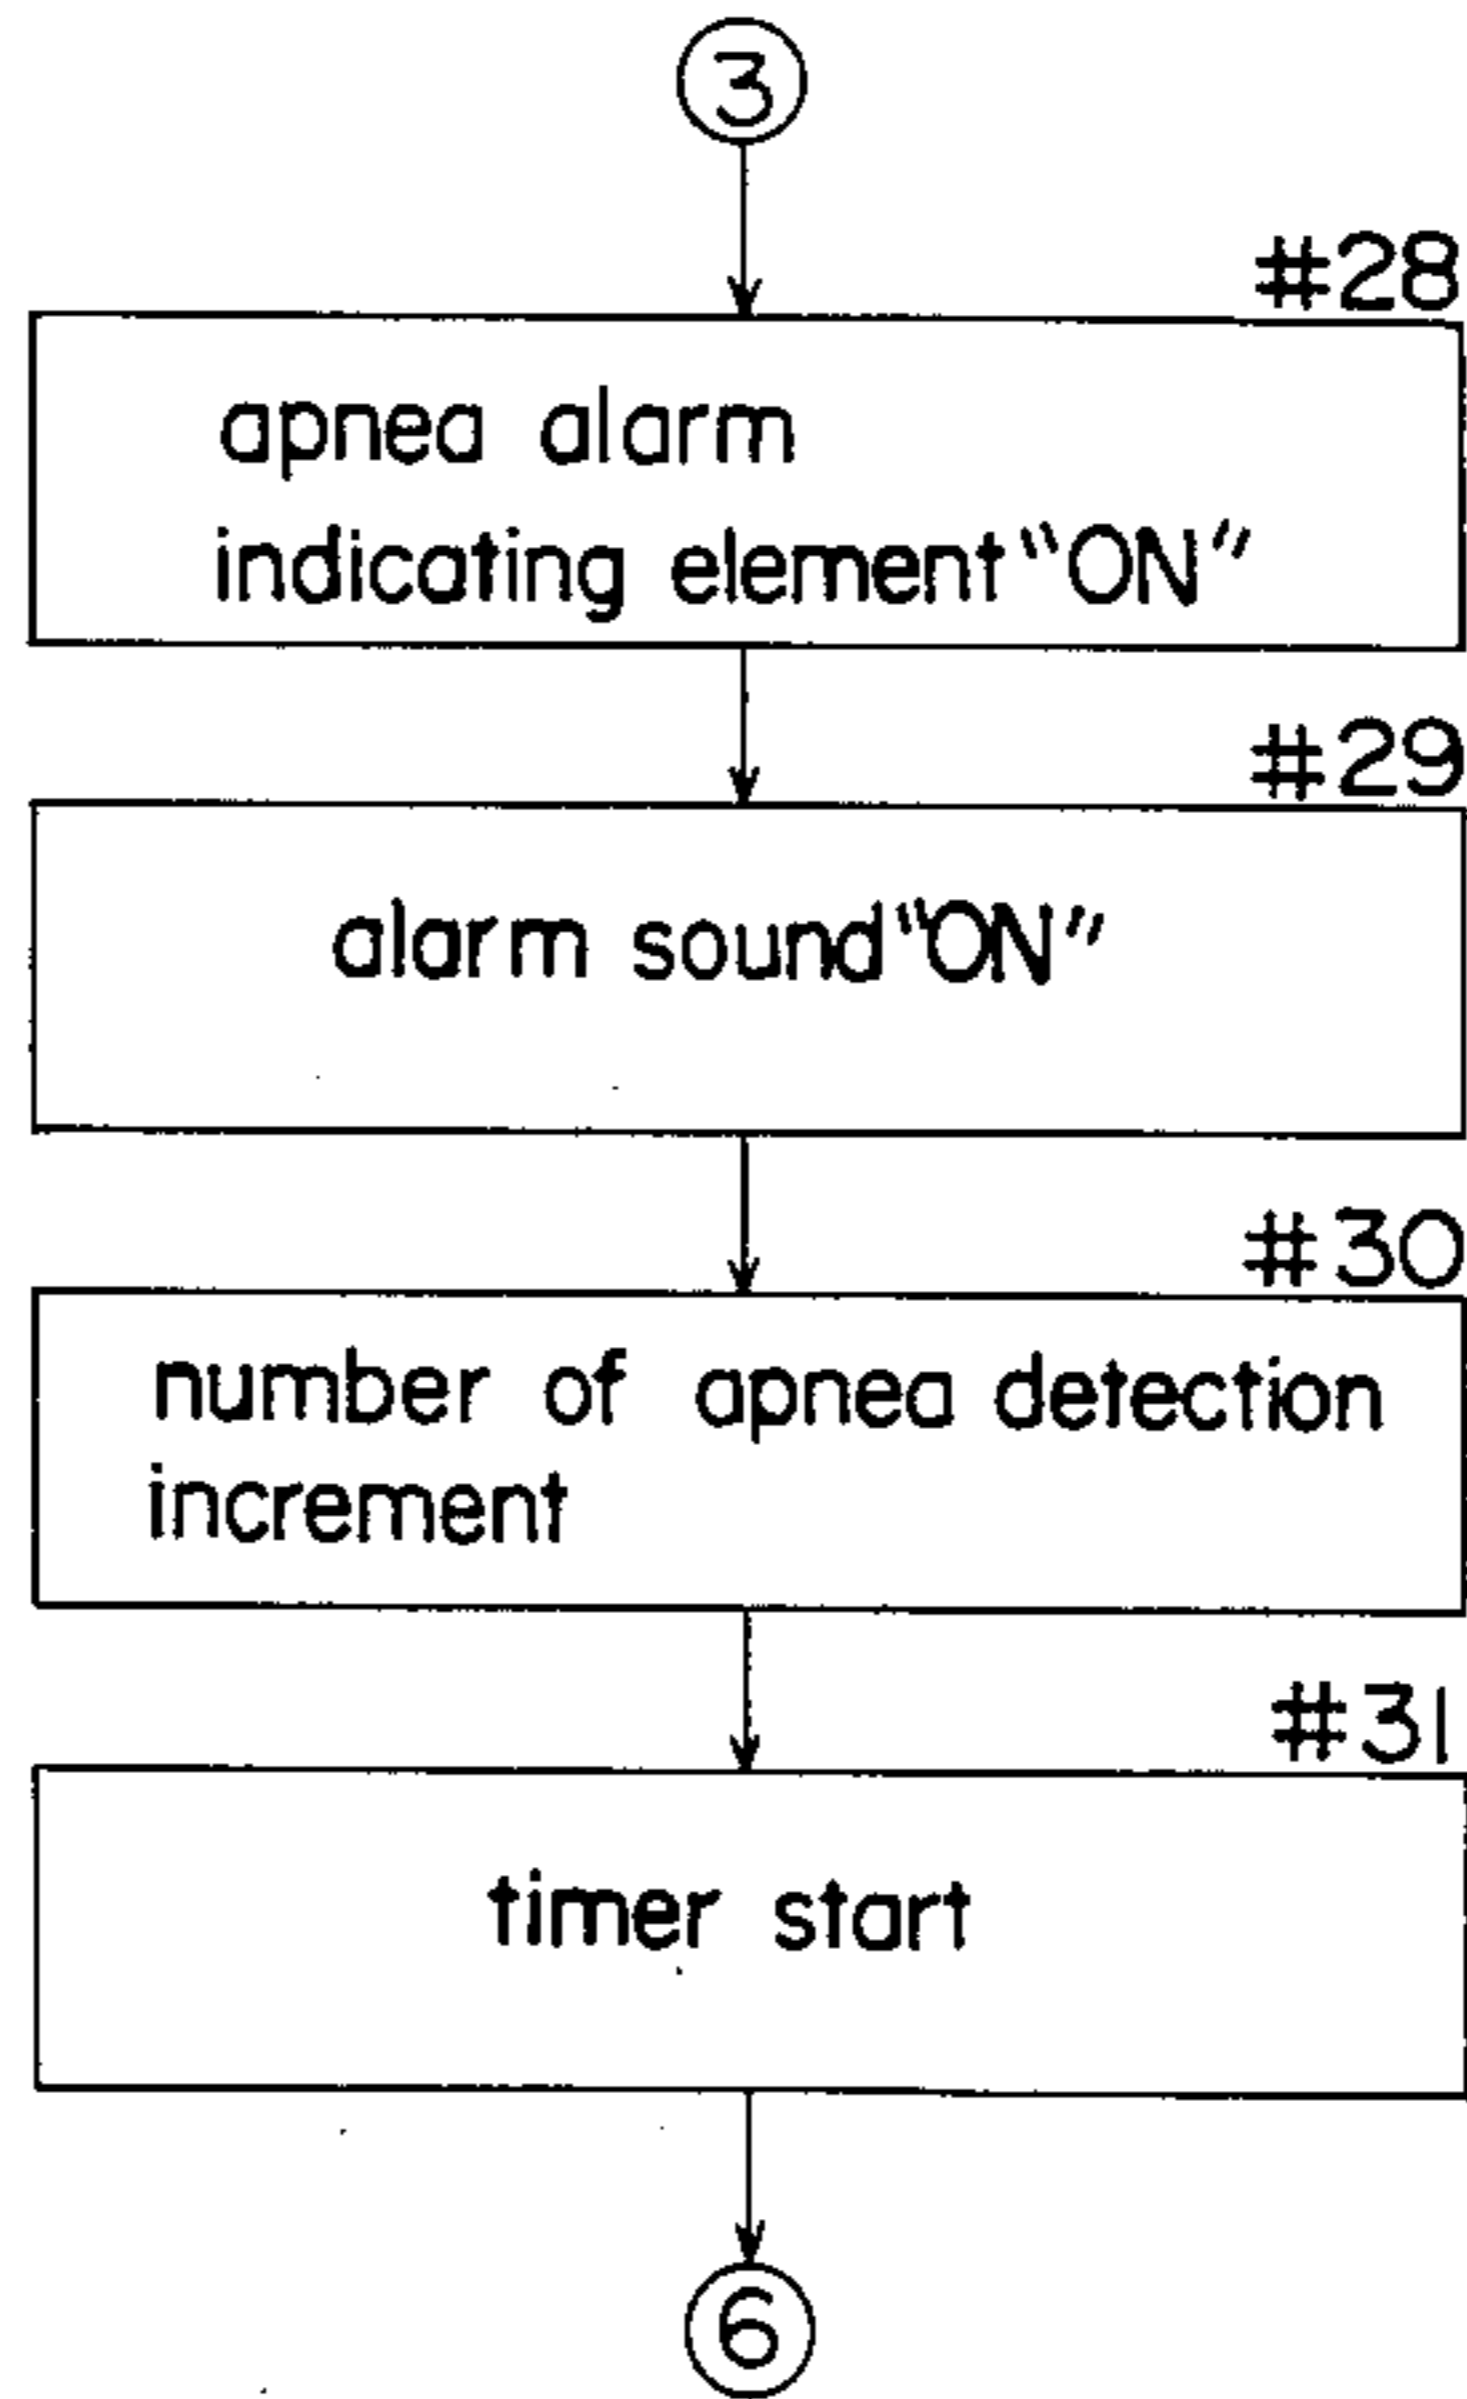 3
#28
apnea alarm
indicating element "ON"
#29
alarm sound "ON"
#30
number of apnea detection
increment
#31
timer start
6